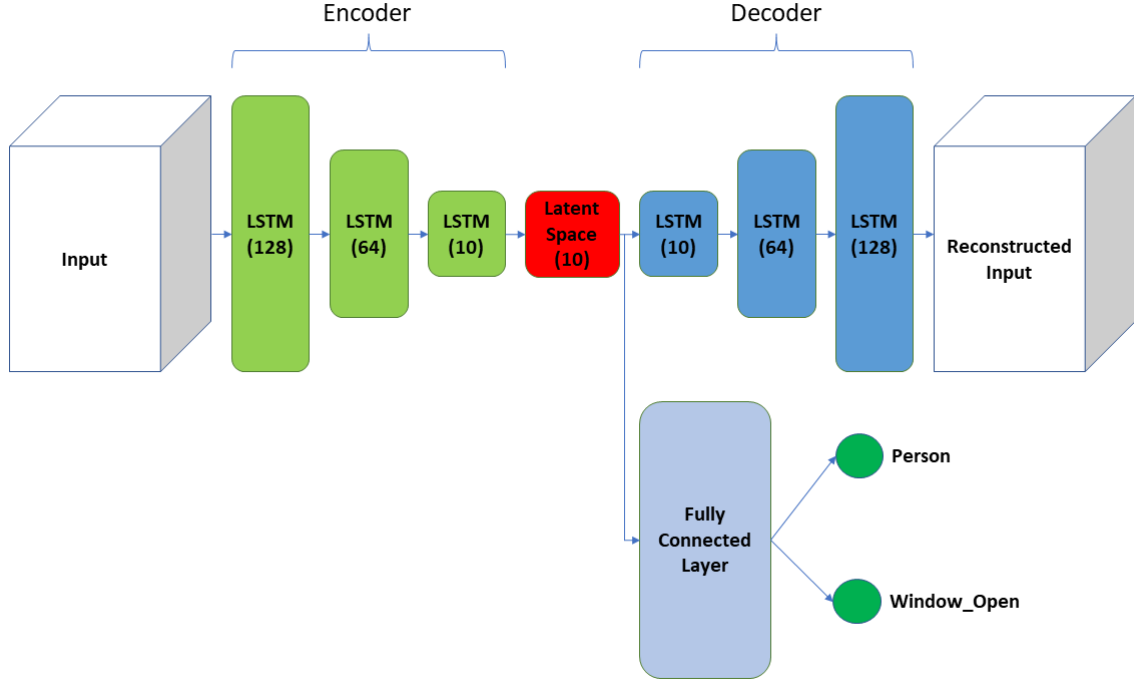 Encoder
Decoder
Input
LSTM
(128)
LSTM
(64)
LSTM
(10)
Latent
Space
(10)
LSTM
(10)
LSTM
(64)
LSTM
(128)
Reconstructed
Input
Fully
Connected
Layer
Person
Window_Open